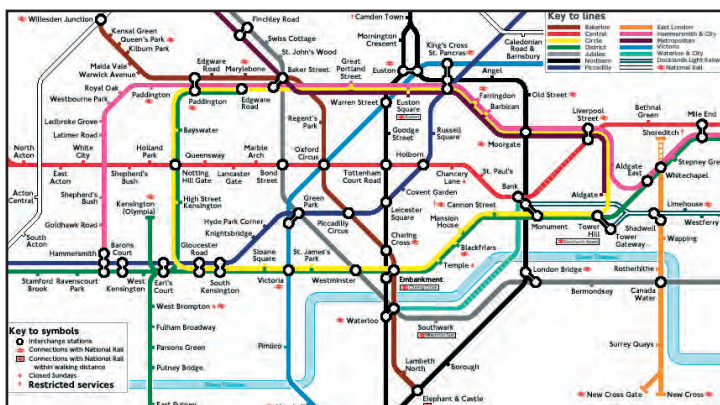 Willesden Junction
Finchley Road
Camden Town
Caledonian
Road &
Barnsbury
Key to lines
Bakerloo
Central
Circle
District
Jubilee
Northern
Piccadilly
East London
Hammersmith & City
Metropolitan
Victoria
Waterloo & City
Docklands Light Railway
National Rail
Kensal Green
Queen's Park
Kilburn Park
Swiss Cottage
St. John's Wood
Mornington
Crescent
King's Cross
St. Pancras
Maida Vale
Warwick Avenue
Edgware
Road
Marylebone
Baker Street
Great
Portland
Street
Euston
Angel
Royal Oak
Westbourne Park
Paddington
Paddington
Edgware
Road
Warren Street
Euston
Square
Farringdon
Barbican
Old Street
Liverpool
Street
Bethnal
Green
Mile End
Shoreditch
Ladbroke Grove
Latimer Road
Bayswater
Regent's
Park
Goodge
Street
Russell
Square
Moorgate
Stepney Green
North
Acton
White
City
Holland
Park
Queensway
Marble
Arch
Oxford
Circus
Holborn
St. Paul's
Aldgate
East
Whitechapel
East
Acton
Shepherd's
Bush
Notting
Hill Gate
Lancaster
Gate
Bond
Street
Tottenham
Court Road
Chancery
Lane
Bank
Aldgate
Acton
Central
Shepherd's
Bush
Kensington
(Olympia)
High Street
Kensington
Green
Park
Covent Garden
Leicester
Square
Cannon Street
Mansion
House
Limehouse
Hyde Park Corner
Knightsbridge
Piccadilly
Circus
Monument
Tower
Hill
Tower
Gateway
Shadwell
Westferry
Goldhawk Road
South
Acton
Hammersmith
Barons
Court
Gloucester
Road
Sloane
Square
St. James's
Park
Charing
Cross
Blackfriars
Wapping
Temple
Rotherhithe
Stamford
Brook
Ravenscourt
Park
West
Kensington
Earl's
Court
South
Kensington
Victoria
Westminster
Embankment
London Bridge
Bermondsey
Canada
Water
West Brompton
Fulham Broadway
Parsons Green
Putney Bridge
East Putney
Pimlico
Waterloo
Southwark
Lambeth
North
Borough
Elephant & Castle
Surrey Quays
New Cross Gate
New Cross
Key to symbols
Interchange stations
Connections with National Rail
Connections with National Rail
within walking distance
Closed Sundays
Restricted services
River Thames
River Thames